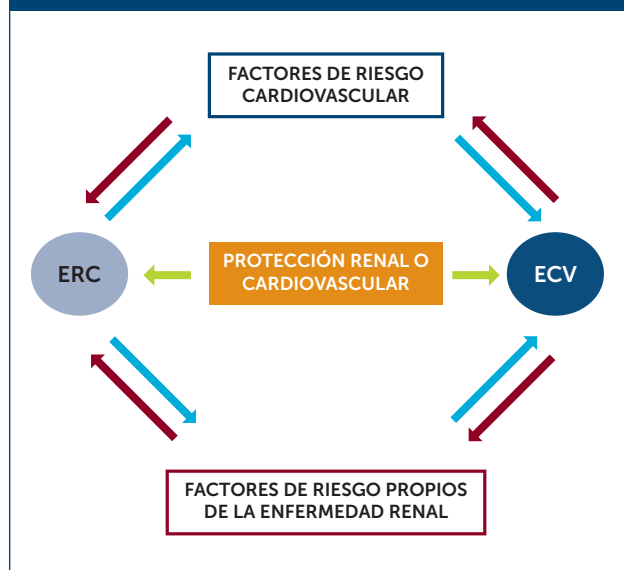 FACTORES DE RIESGO
CARDIOVASCULAR
ERC
PROTECCIÓN RENAL O
CARDIOVASCULAR
ECV
FACTORES DE RIESGO PROPIOS
DE LA ENFERMEDAD RENAL